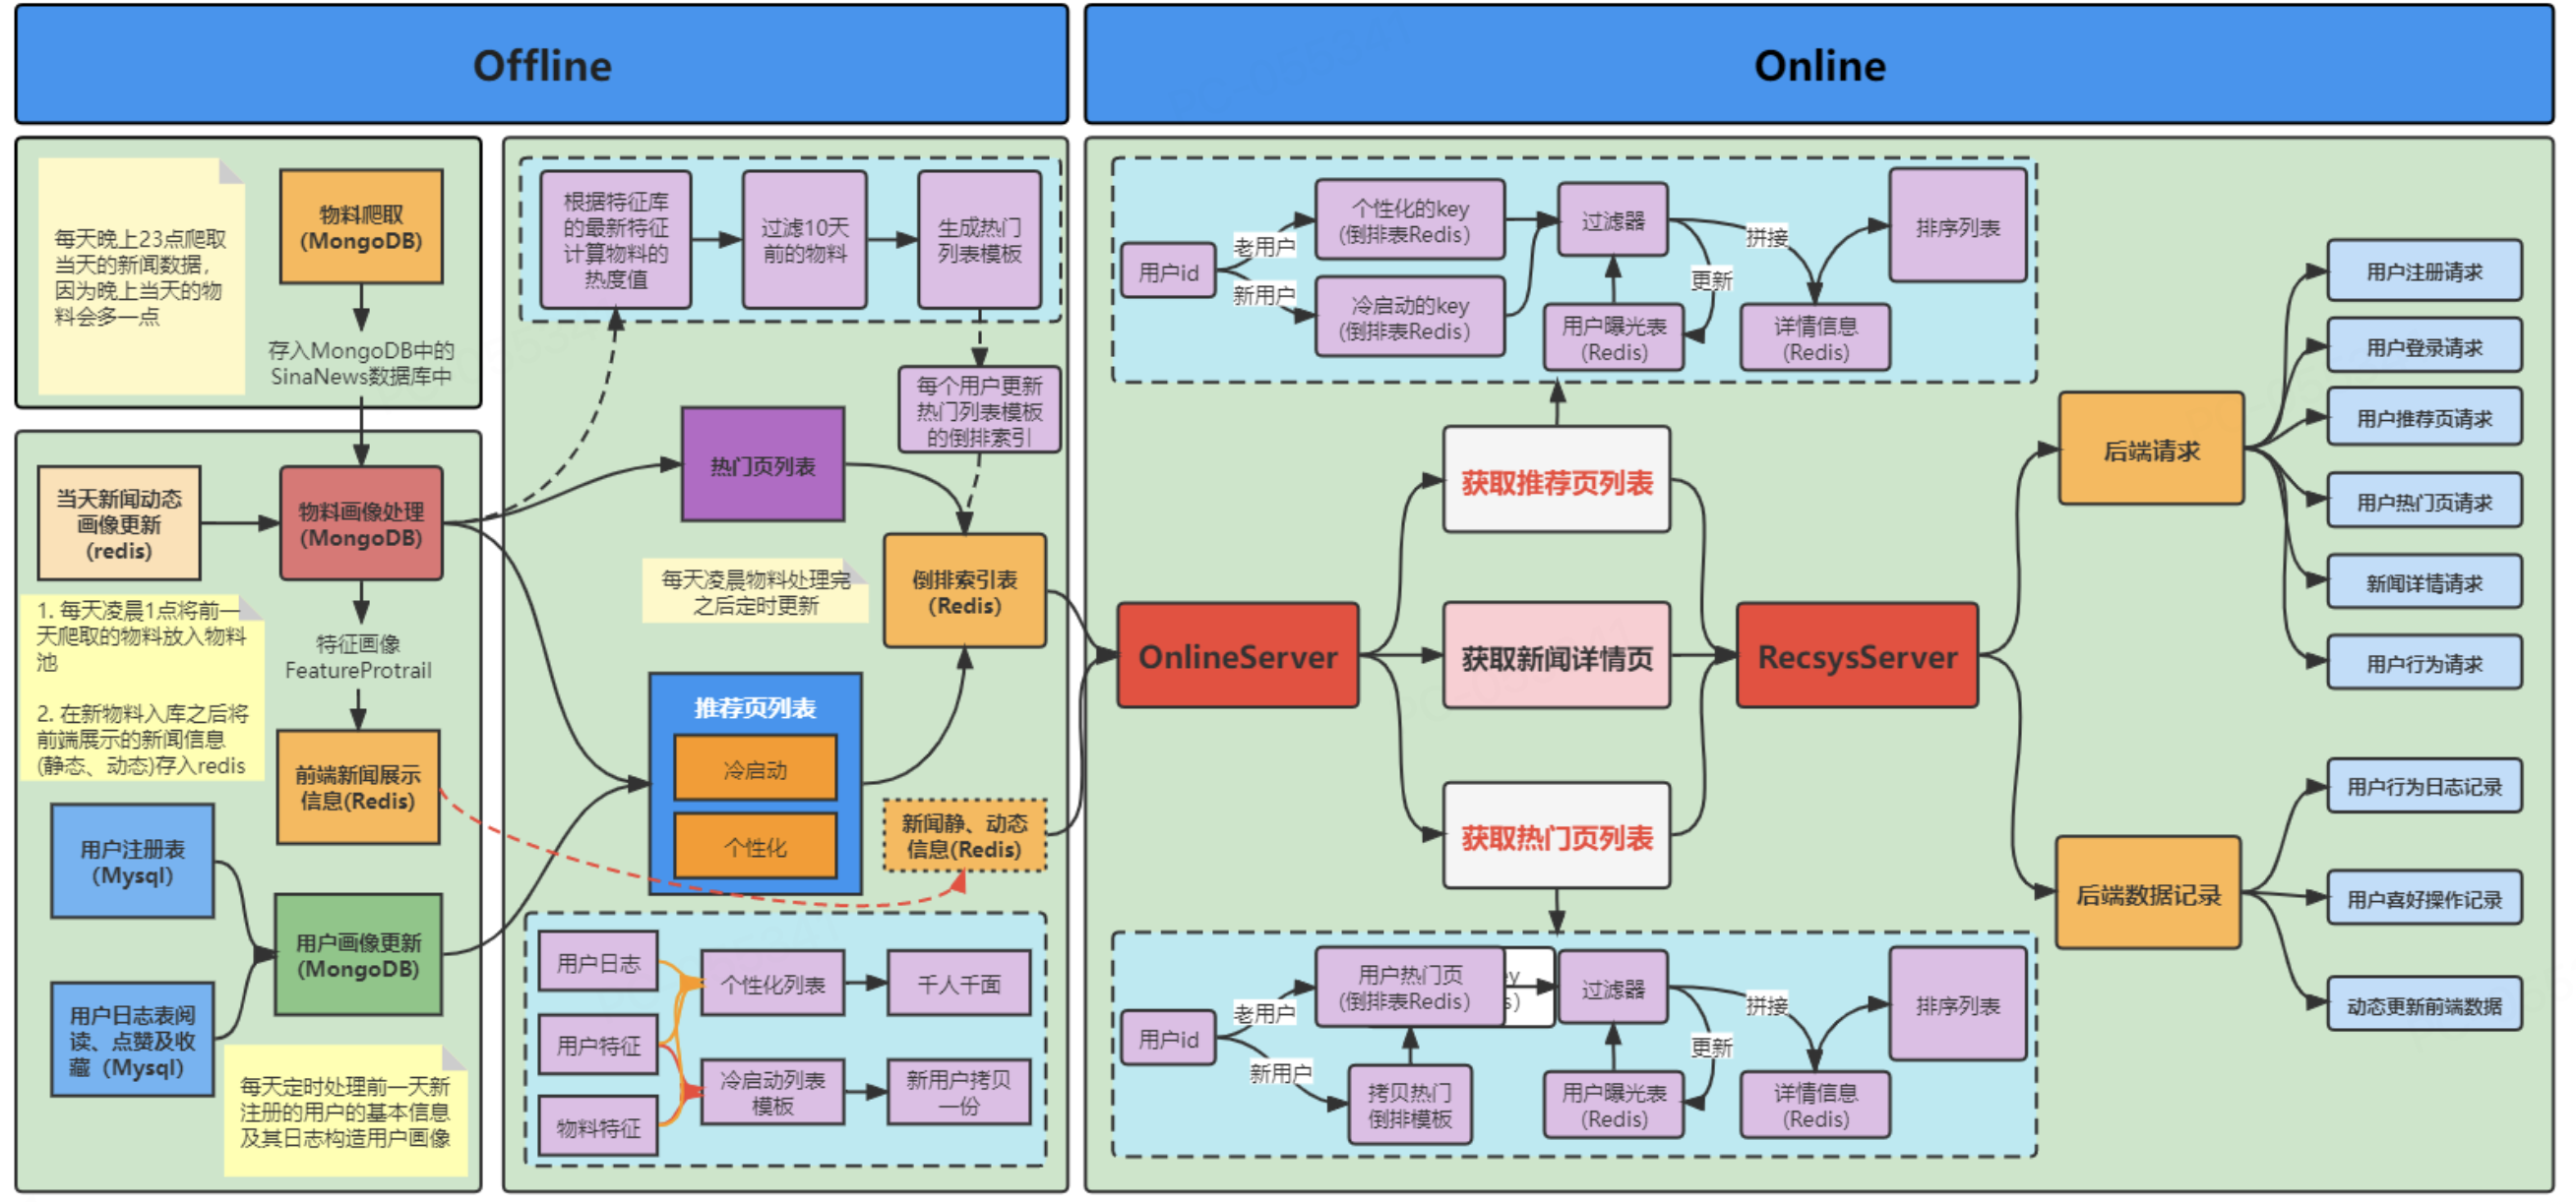 Offline
Online
每天晚上23点爬取
当天的新闻数据，
因为晚上当天的物
料会多一点
物料爬取
(MongoDB)
存入MongoDB中的
SinaNews数据库中
当天新闻动态
画像更新
(redis)
物料画像处理
(MongoDB)
1. 每天凌晨1点将前一
天爬取的物料放入物料
池
2. 在新物料入库之后将
前端展示的新闻信息
(静态、动态)存入redis
特征画像
FeatureProtrail
前端新闻展示
信息(Redis)
用户注册表
(Mysql)
用户日志表阅
读、点赞及收
藏（Mysql)
用户画像更新
(MongoDB)
每天定时处理前一天新
注册的用户的基本信息
及其日志构造用户画像
根据特征库
的最新特征
计算物料的
热度值
过滤10天
前的物料
生成热门
列表模板
每个用户更新
热门列表模板
的倒排索引
热门页列表
每天凌晨物料处理完
之后定时更新
倒排索引表
(Redis)
推荐页列表
冷启动
个性化
新闻静、动态
信息(Redis)
用户日志
用户特征
物料特征
个性化列表
千人千面
冷启动列表
模板
新用户拷贝
一份
用户id
老用户
新用户
个性化的key
(倒排表Redis)
冷启动的key
(倒排表Redis)
过滤器
更新
用户曝光表
(Redis)
拼接
详情信息
(Redis)
排序列表
OnlineServer
获取推荐页列表
获取新闻详情页
获取热门页列表
RecsysServer
用户id
老用户
新用户
用户热门页
(倒排表Redis)
拷贝热门
倒排模板
过滤器
更新
用户曝光表
(Redis)
拼接
详情信息
(Redis)
排序列表
后端请求
用户注册请求
用户登录请求
用户推荐页请求
用户热门页请求
新闻详情请求
用户行为请求
后端数据记录
用户行为日志记录
用户喜好操作记录
动态更新前端数据